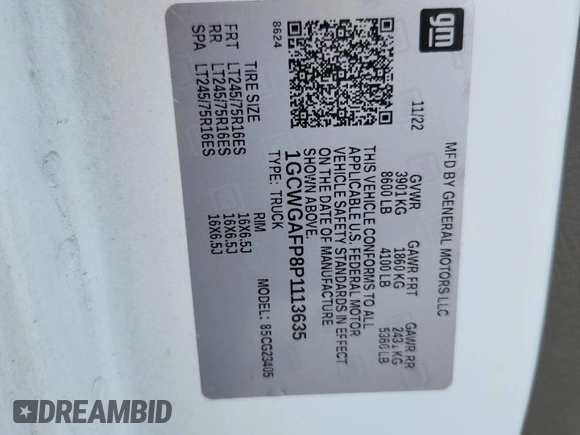 gm
MFD BY GENERAL MOTORS LLC
11/22
GVWR GAWR FRT GAWR RR
3901 KG 1860 KG KG
8600 LB 4100 LB 5360 LB
THIS VEHICLE CONFORMS TO ALL
APPLICABLE U.S. FEDERAL MOTOR
VEHICLE SAFETY STANDARDS IN EFFECT
ON THE DATE OF MANUFACTURE
SHOWN ABOVE.
1GCWGAFP8P1113635
8624 TYPE: TRUCK MODEL: 85CG23405
TIRE SIZE RIM
FRT LT245/75R16ES 16X6.5J
RR LT245/75R16ES 16X6.5J
SPA LT245/75R16ES 16X6.5J
DREAMBID